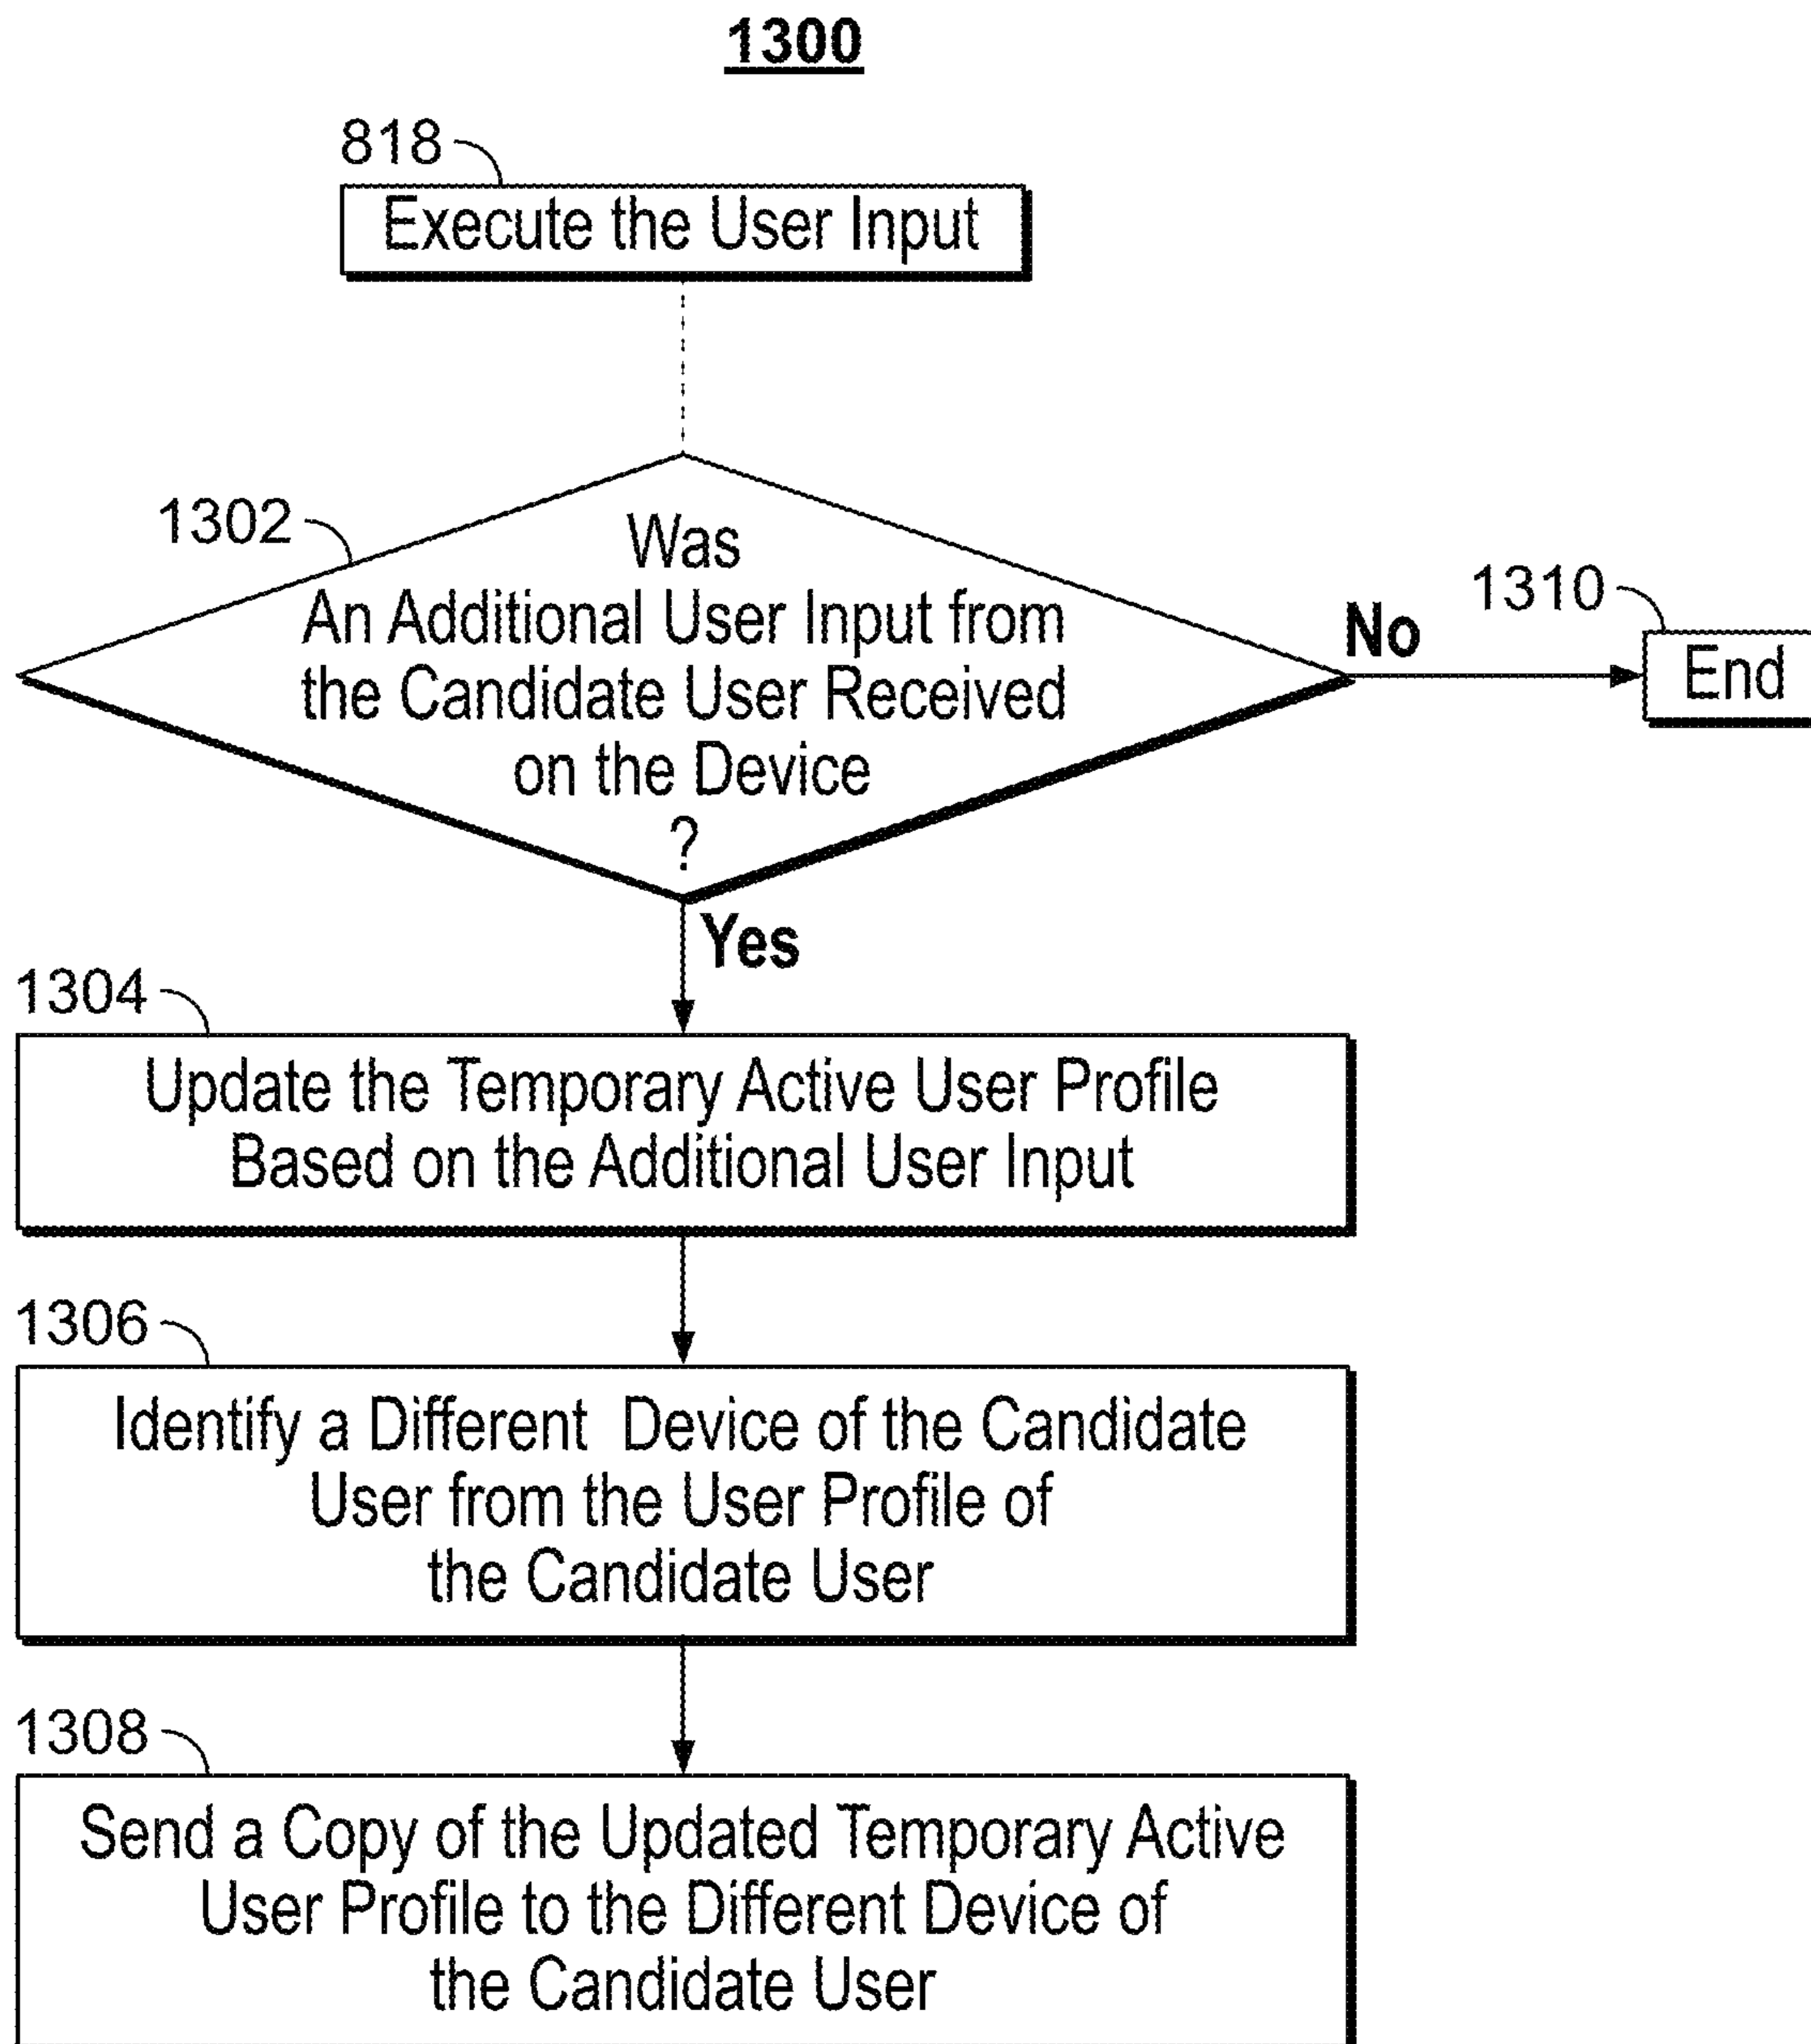 1300
818
Execute the User Input
1302
Was
An Additional User Input from
the Candidate User Received
on the Device
?
No
1310
End
Yes
1304
Update the Temporary Active User Profile
Based on the Additional User Input
1306
Identify a Different Device of the Candidate
User from the User Profile of
the Candidate User
1308
Send a Copy of the Updated Temporary Active
User Profile to the Different Device of
the Candidate User